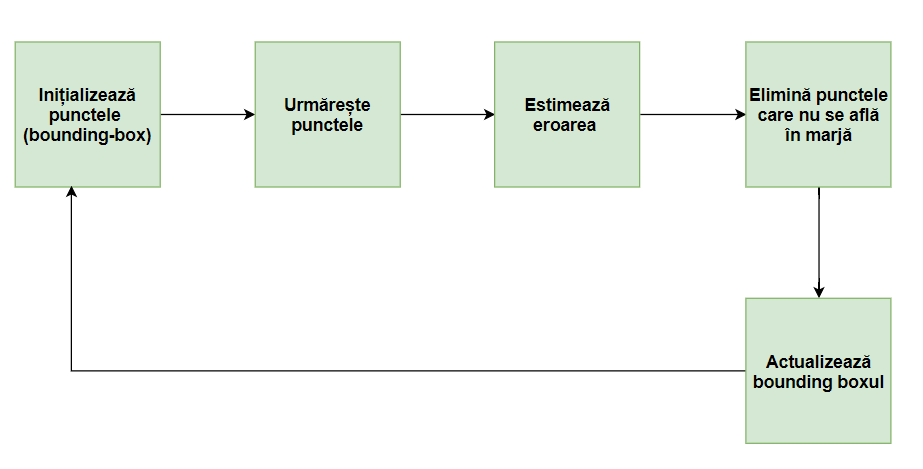 Inițializează
punctele
(bounding-box)
Urmărește
punctele
Estimează
eroarea
Elimină punctele
care nu se află
în marjă
Actualizează
bounding boxul